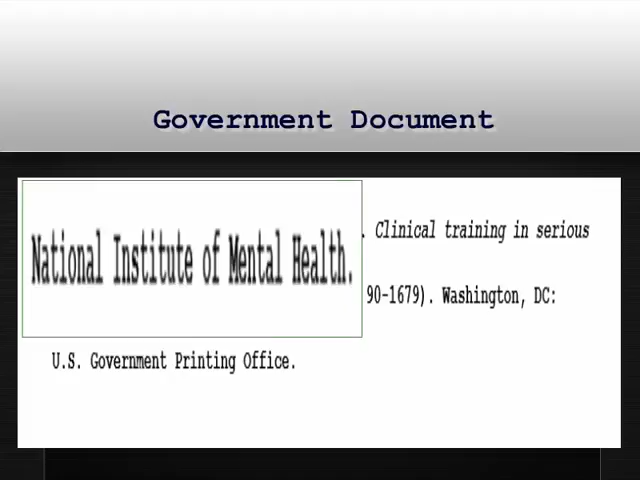 Government Document
National Institute of Mental Health.
. Clinical training in serious
90-1679). Washington, DC:
U.S. Government Printing Office.